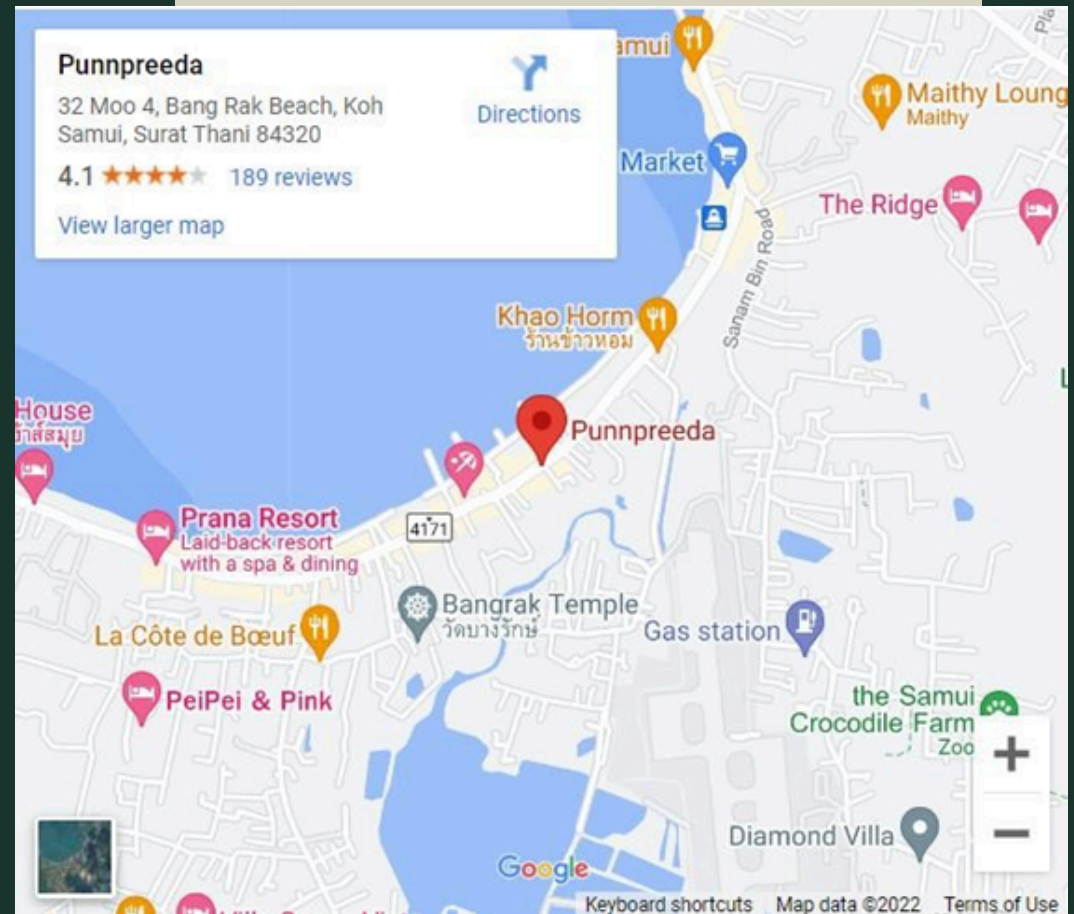 Punnpreeda
32 Moo 4, Bang Rak Beach, Koh
Samui, Surat Thani 84320
4.1
189 reviews
View larger map
Directions
amui
Maithy Loung
Maithy
Market
The Ridge
Sanam Bin Road
Khao Horm
ร้านข้าวหอม
House
Punnpreeda
Prana Resort
Laid-back resort
with a spa & dining
4171
Bangrak Temple
วัดบางรักษ์
Gas station
La Côte de Bœuf
PeiPei & Pink
the Samui
Crocodile Farm
Zoo
Diamond Villa
Google
Keyboard shortcuts Map data ©2022 Terms of Use